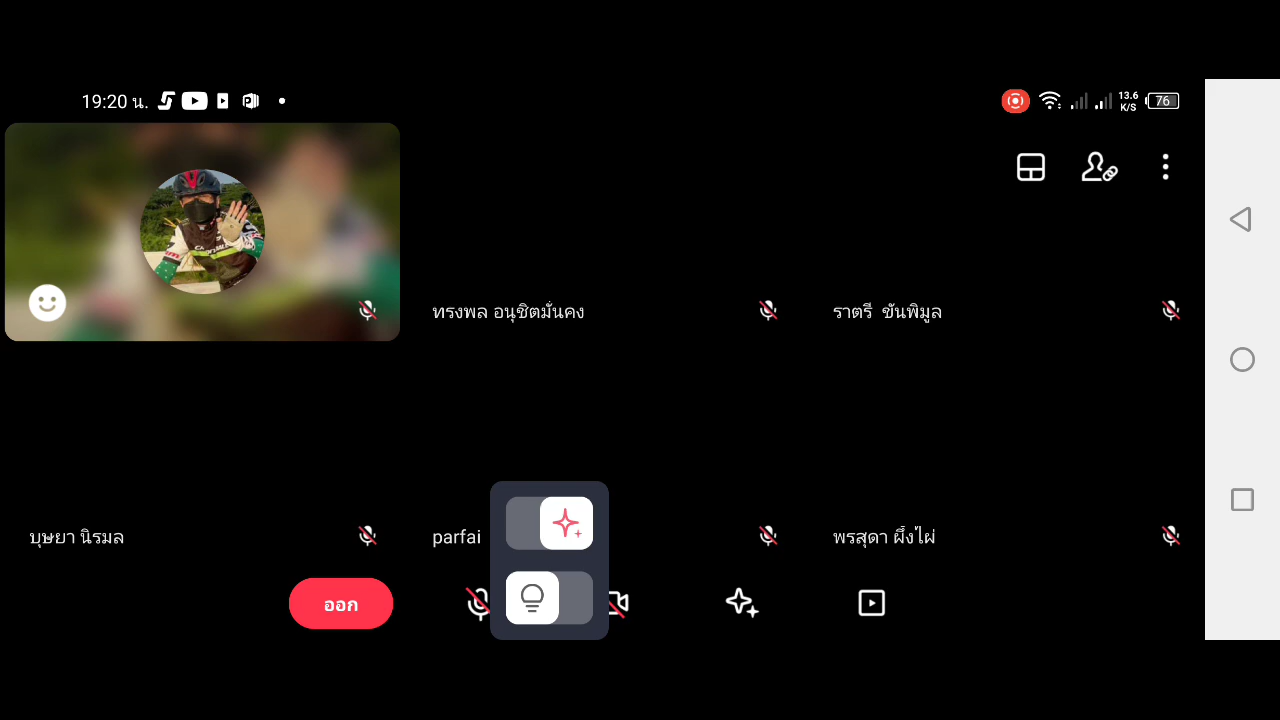 19:20 น.
13.6
K/S
76
ทรงพล อนุชิตมั่นคง
ราตรี ขันพิมูล
บุษยา นิรมล
parfai
พรสุดา ผึ้งไผ่
ออก